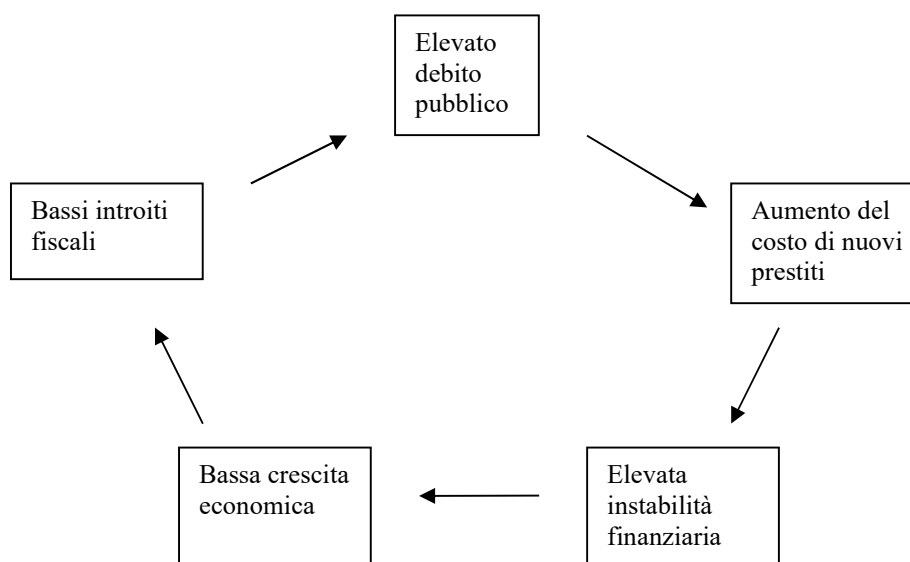 Elevato
debito
pubblico
Bassi introiti
fiscali
Aumento del
costo di nuovi
prestiti
Bassa crescita
economica
Elevata
instabilità
finanziaria